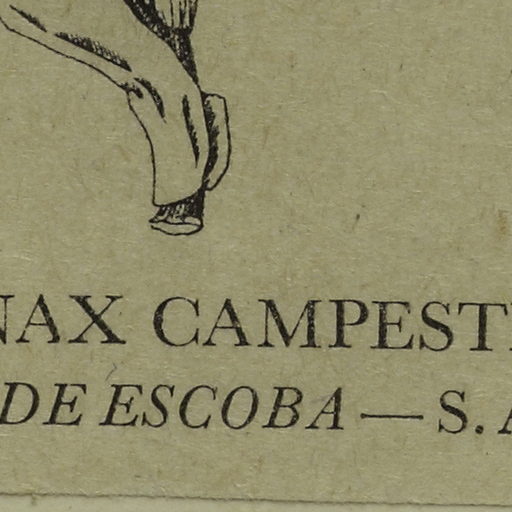 NAX CAMPEST
DE ESCOBA — S.